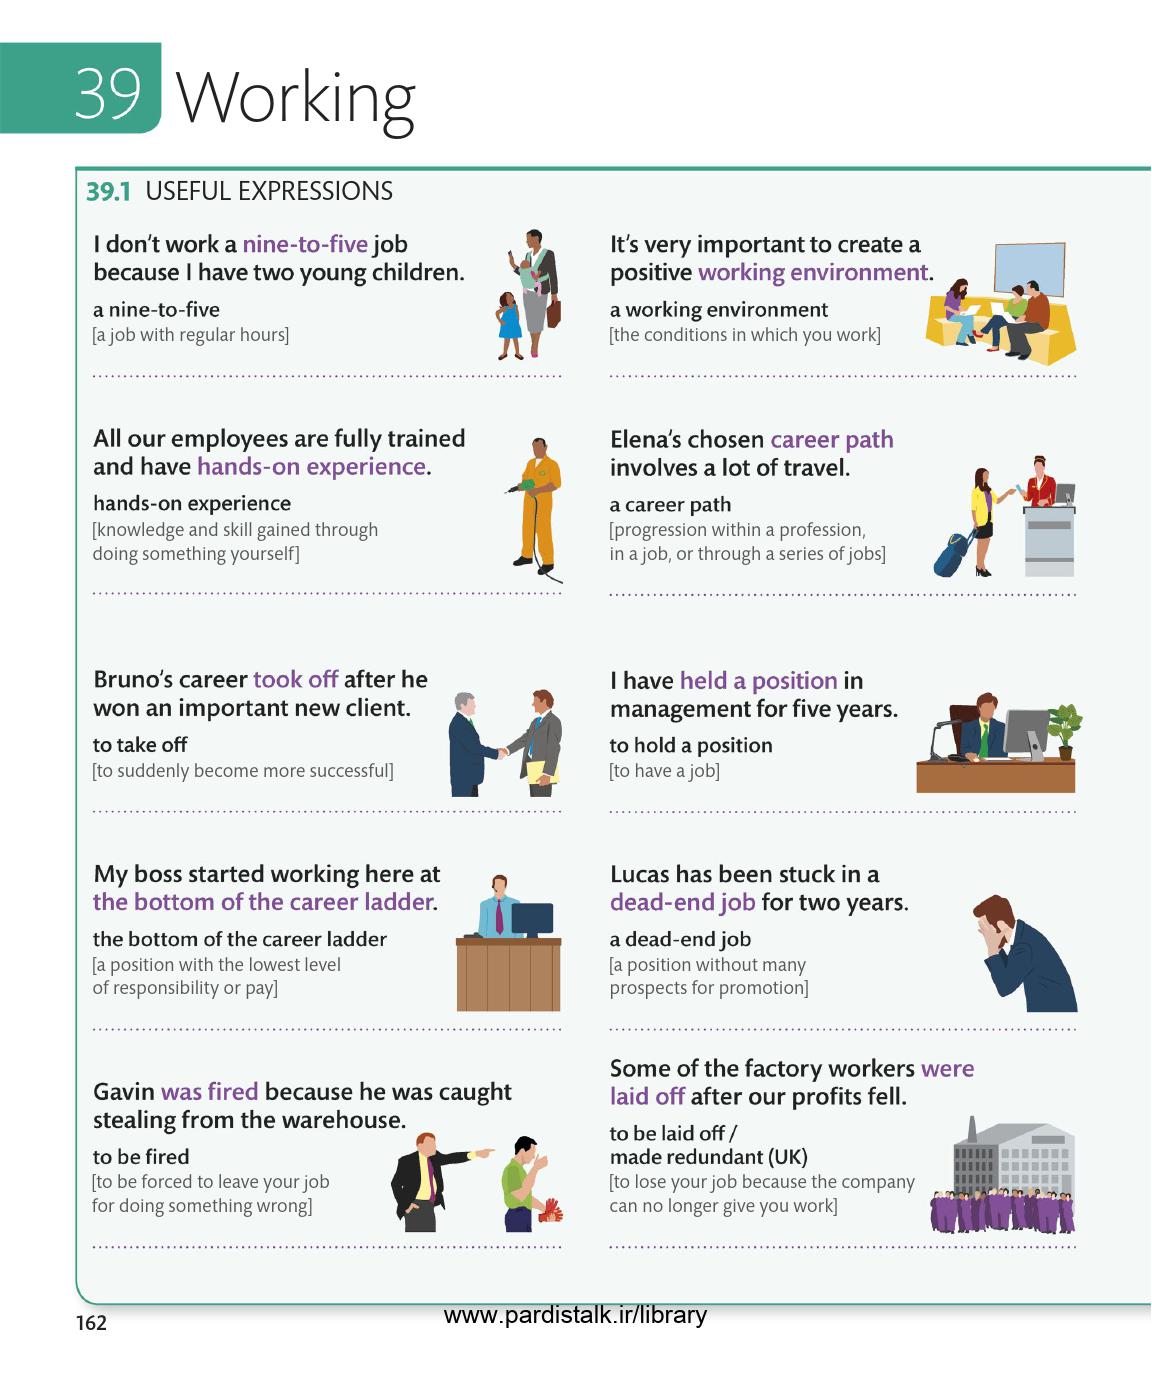 39 Working
39.1 USEFUL EXPRESSIONS
I don't work a nine-to-five job
because I have two young children.
a nine-to-five
[a job with regular hours]
It's very important to create a
positive working environment.
a working environment
[the conditions in which you work]
All our employees are fully trained
and have hands-on experience.
hands-on experience
[knowledge and skill gained through
doing something yourself]
Elena's chosen career path
involves a lot of travel.
a career path
[progression within a profession,
in a job, or through a series of jobs]
Bruno's career took off after he
won an important new client.
to take off
[to suddenly become more successful]
I have held a position in
management for five years.
to hold a position
[to have a job]
My boss started working here at
the bottom of the career ladder.
the bottom of the career ladder
[a position with the lowest level
of responsibility or pay]
Lucas has been stuck in a
dead-end job for two years.
a dead-end job
[a position without many
prospects for promotion]
Gavin was fired because he was caught
stealing from the warehouse.
to be fired
[to be forced to leave your job
for doing something wrong]
Some of the factory workers were
laid off after our profits fell.
to be laid off /
made redundant (UK)
[to lose your job because the company
can no longer give you work]
162
www.pardistalk.ir/library